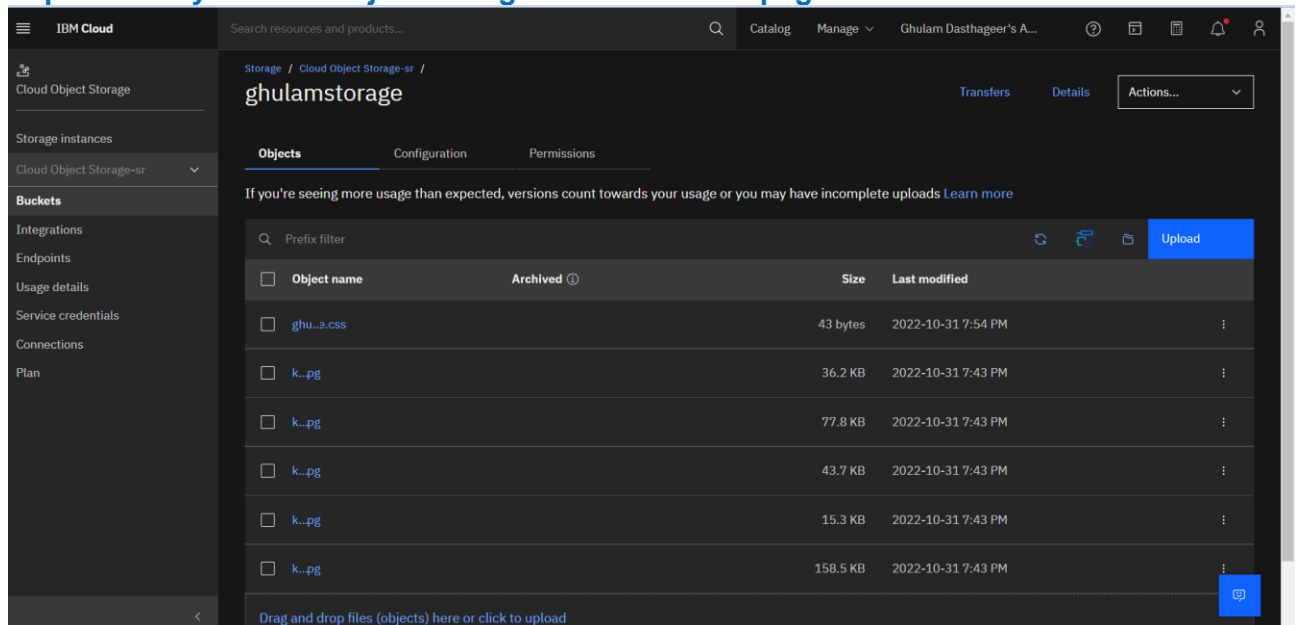 IBM Cloud
Search resources and products...
Catalog
Manage
Ghulam Dasthageer's A...
Cloud Object Storage
Storage instances
Cloud Object Storage-sr
Buckets
Integrations
Endpoints
Usage details
Service credentials
Connections
Plan
Storage / Cloud Object Storage-sr /
ghulamstorage
Transfers
Details
Actions...
Objects
Configuration
Permissions
If you're seeing more usage than expected, versions count towards your usage or you may have incomplete uploads Learn more
Prefix filter
Upload
Object name Archived Size Last modified
ghu..e.css 43 bytes 2022-10-31 7:54 PM
k...pg 36.2 KB 2022-10-31 7:43 PM
k...pg 77.8 KB 2022-10-31 7:43 PM
k...pg 43.7 KB 2022-10-31 7:43 PM
k...pg 15.3 KB 2022-10-31 7:43 PM
k...pg 158.5 KB 2022-10-31 7:43 PM
Drag and drop files (objects) here or click to upload